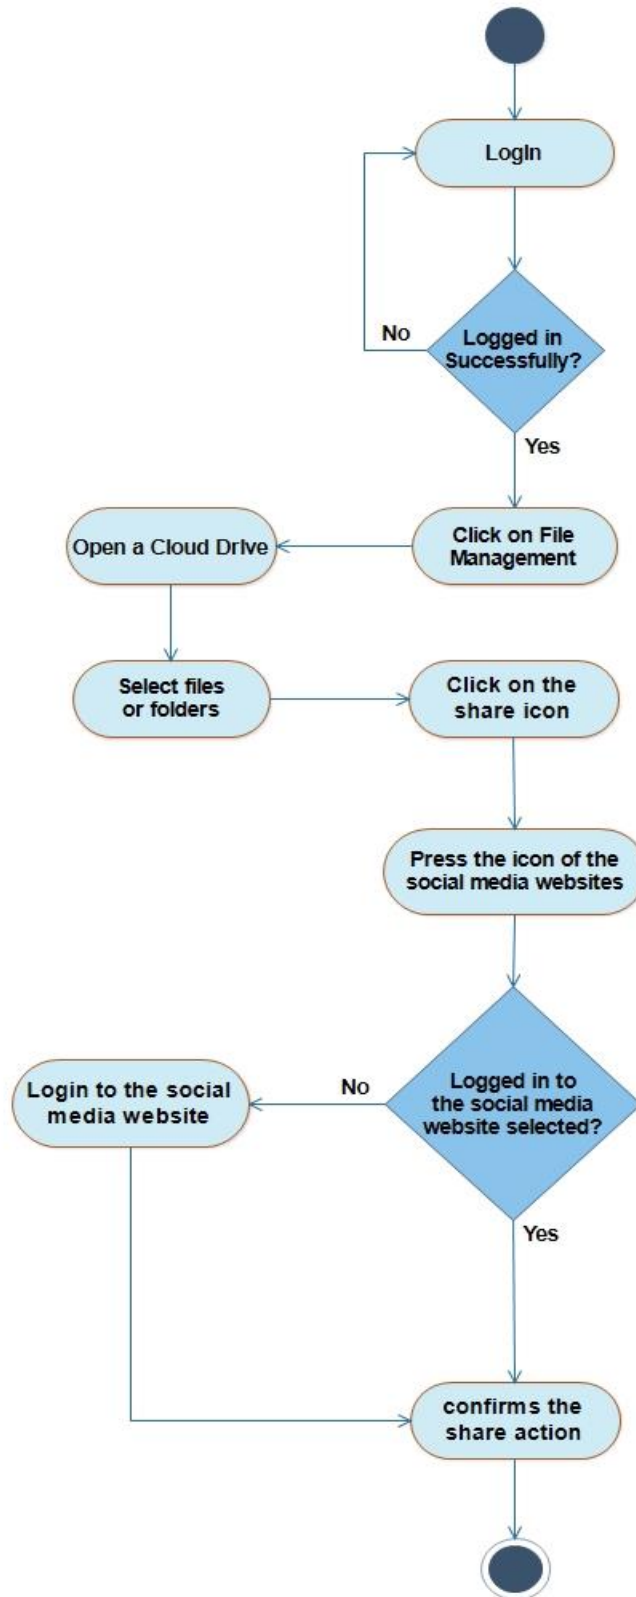 LogIn
No
Logged in
Successfully?
Yes
Open a Cloud Drive
Click on File
Management
Select files
or folders
Click on the
share icon
Press the icon of the
social media websites
Login to the social
media website
No
Logged in to
the social media
website selected?
Yes
confirms the
share action